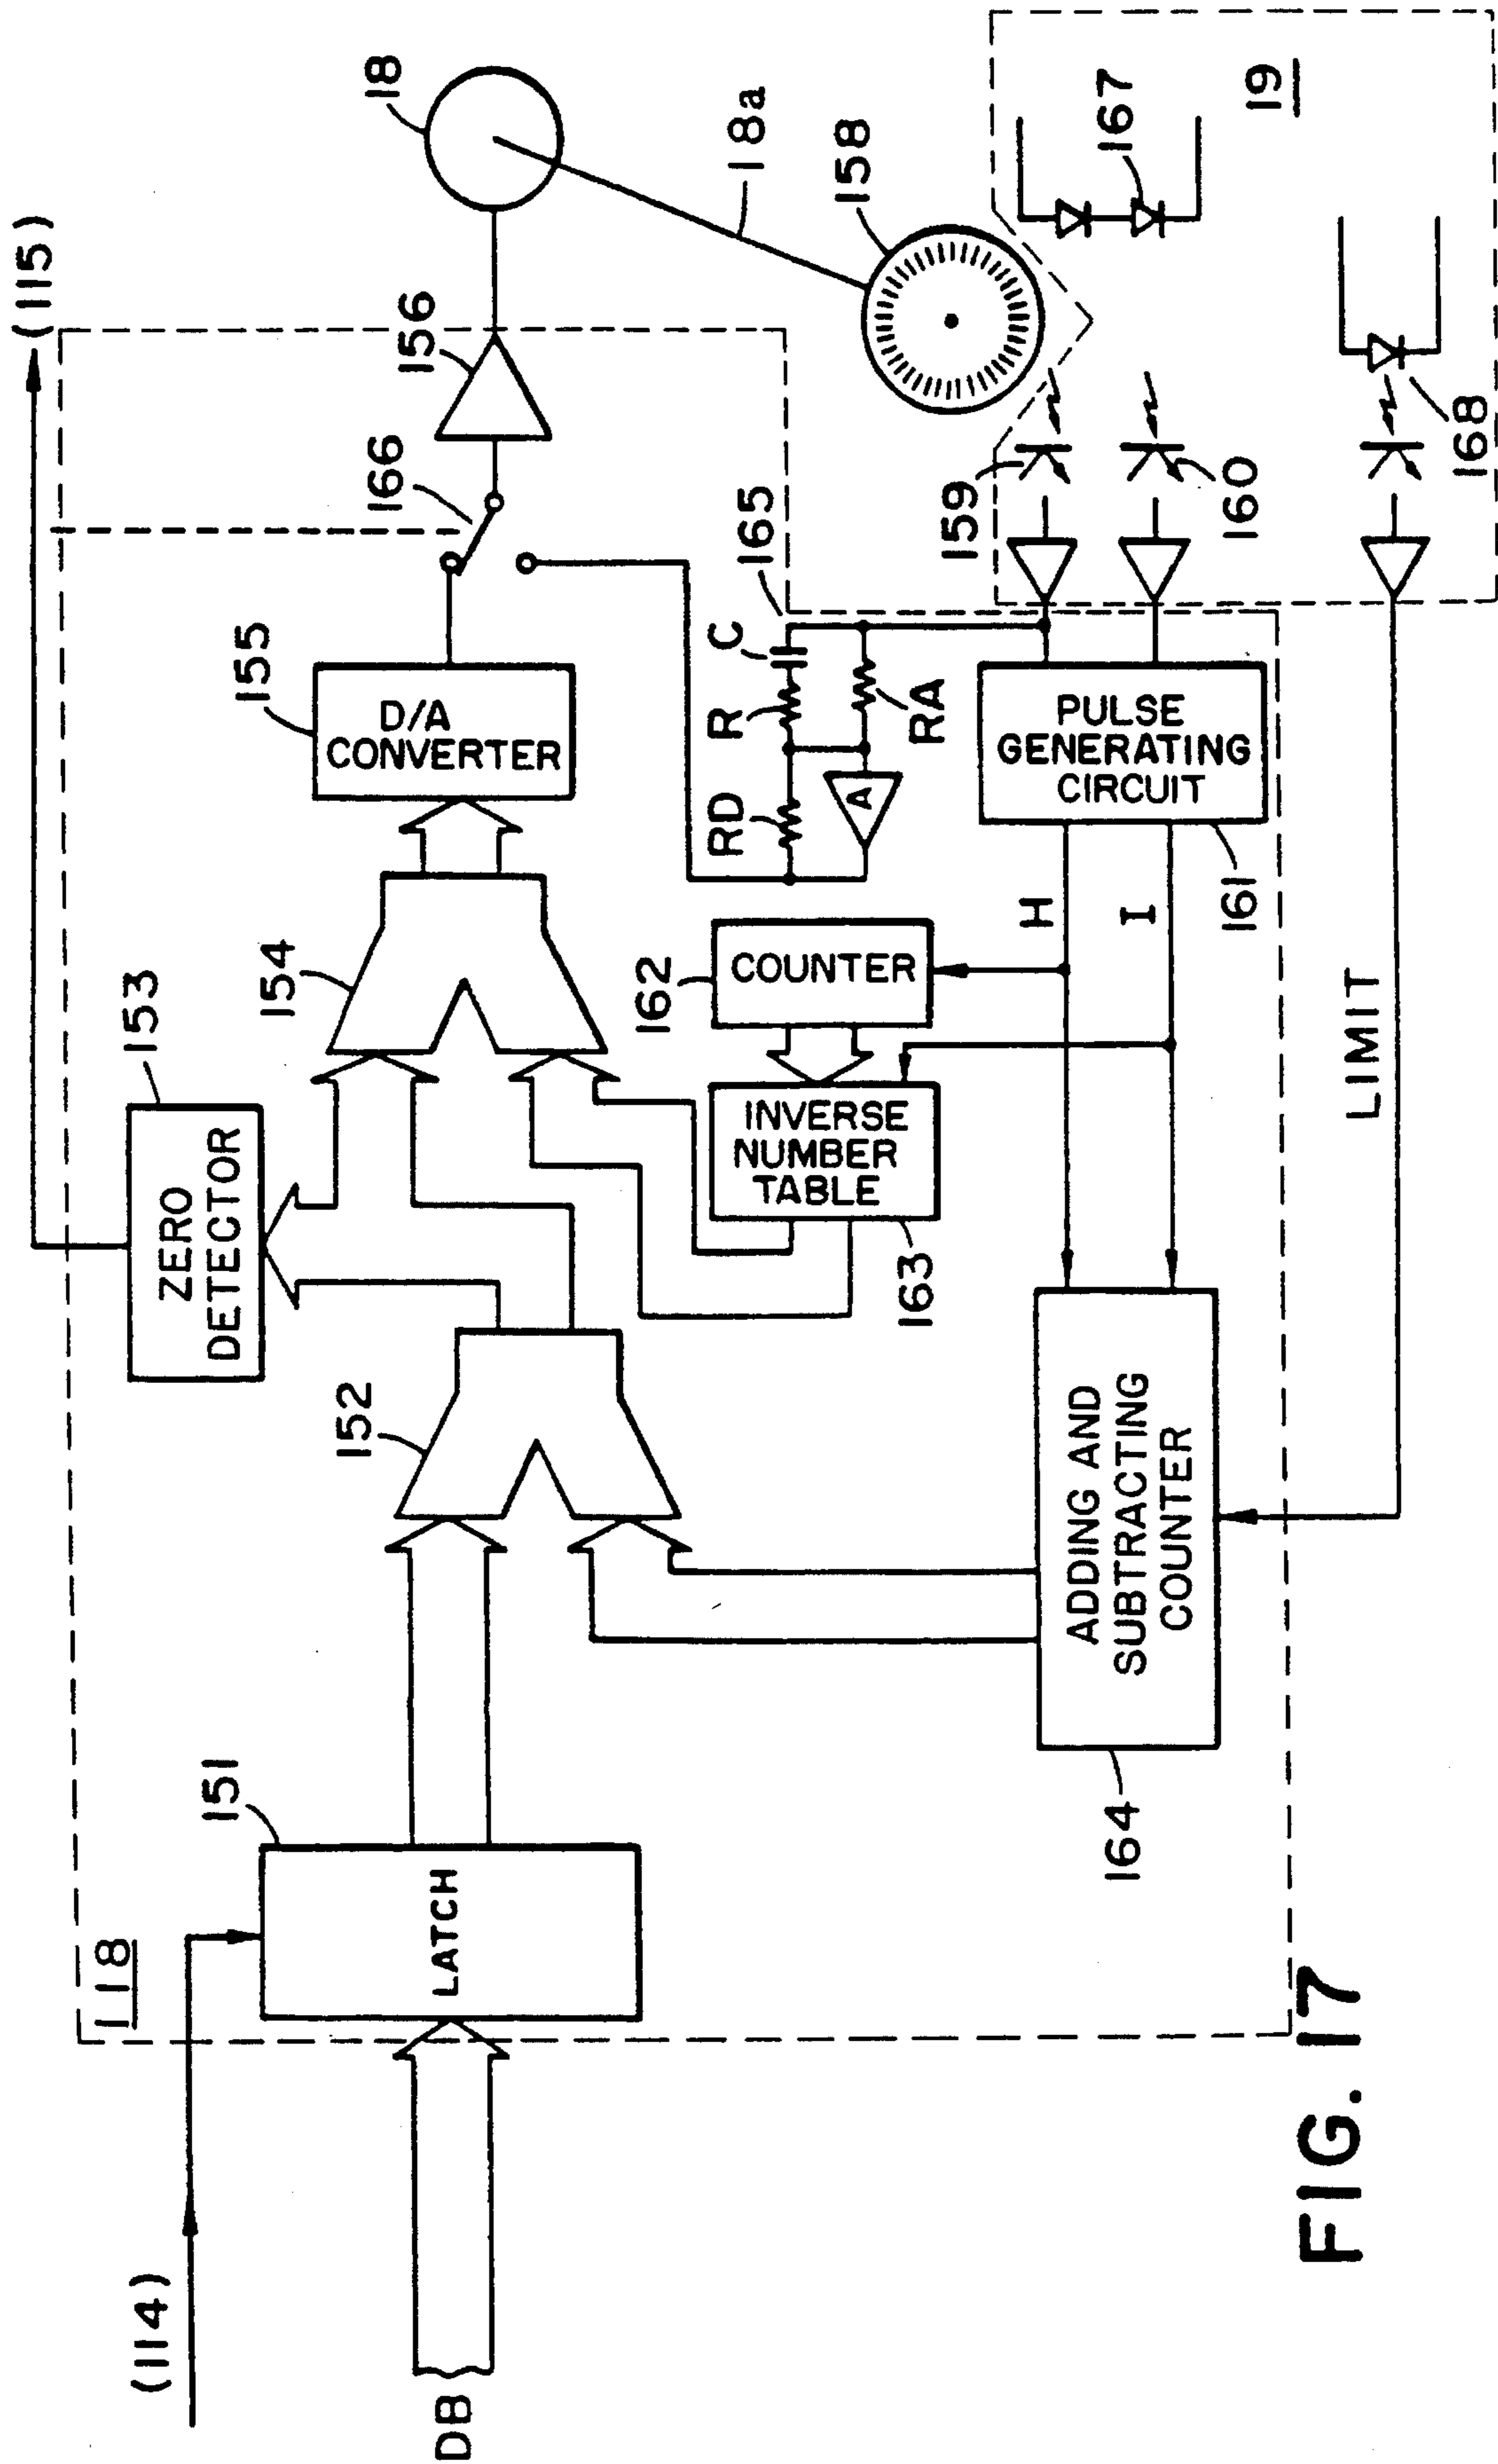 (114)
(115)
118
DB
151
LATCH
152
153
ZERO
DETECTOR
154
155
D/A
CONVERTER
166
156
18
18a
158
164
ADDING AND
SUBTRACTING
COUNTER
163
INVERSE
NUMBER
TABLE
162
COUNTER
RD
R
C
165
A
RA
H
I
161
PULSE
GENERATING
CIRCUIT
159
160
167
19
168
LIMIT
FIG. 17